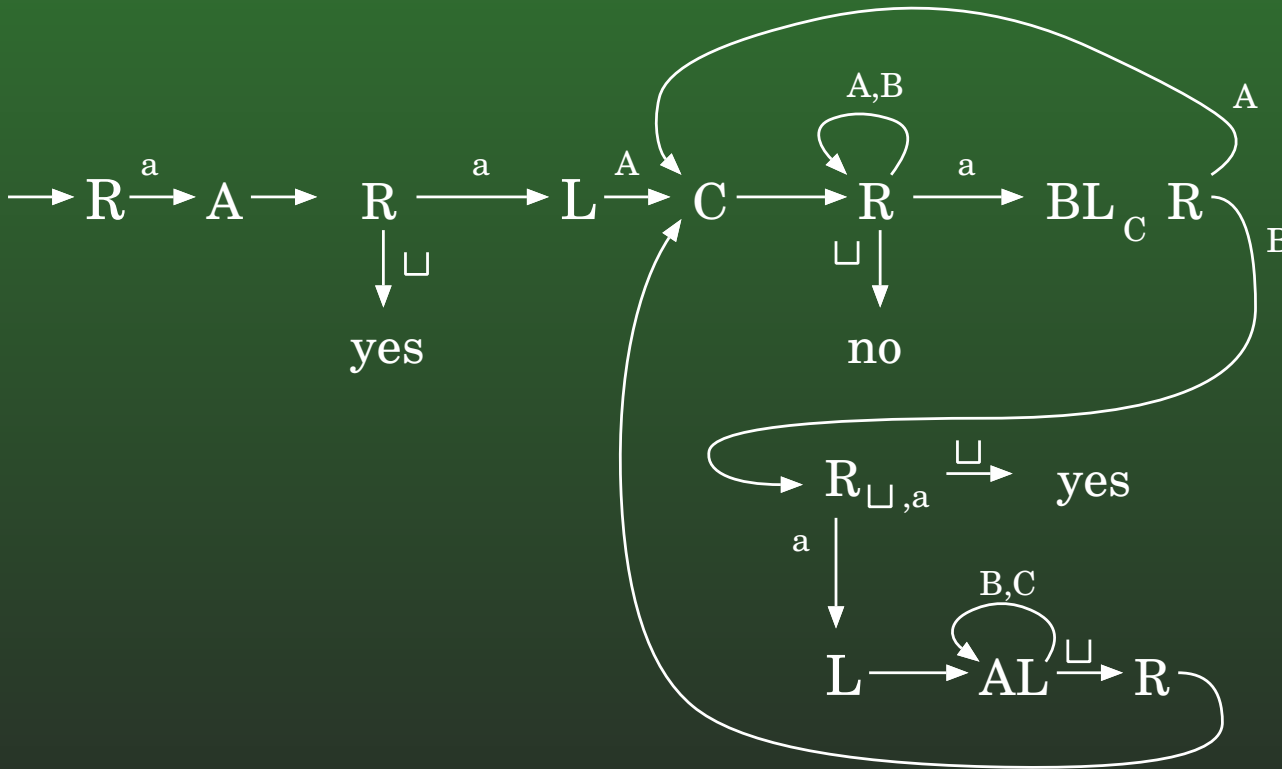 A
A,B
a a A a
R A R L C R BL C R
B
⊔ ⊔
yes no
⊔
R ⊔ ,a yes
a
B,C
⊔
L AL R